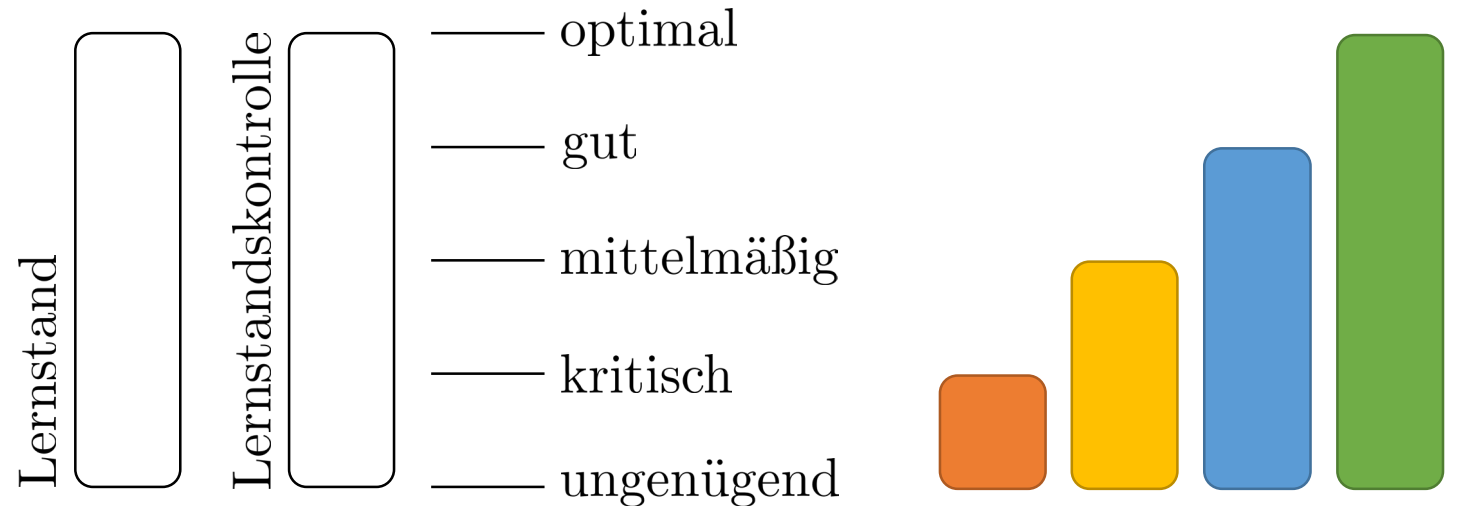 Lernstand
Lernstandskontrolle
optimal
gut
mittelmäßig
kritisch
ungenügend